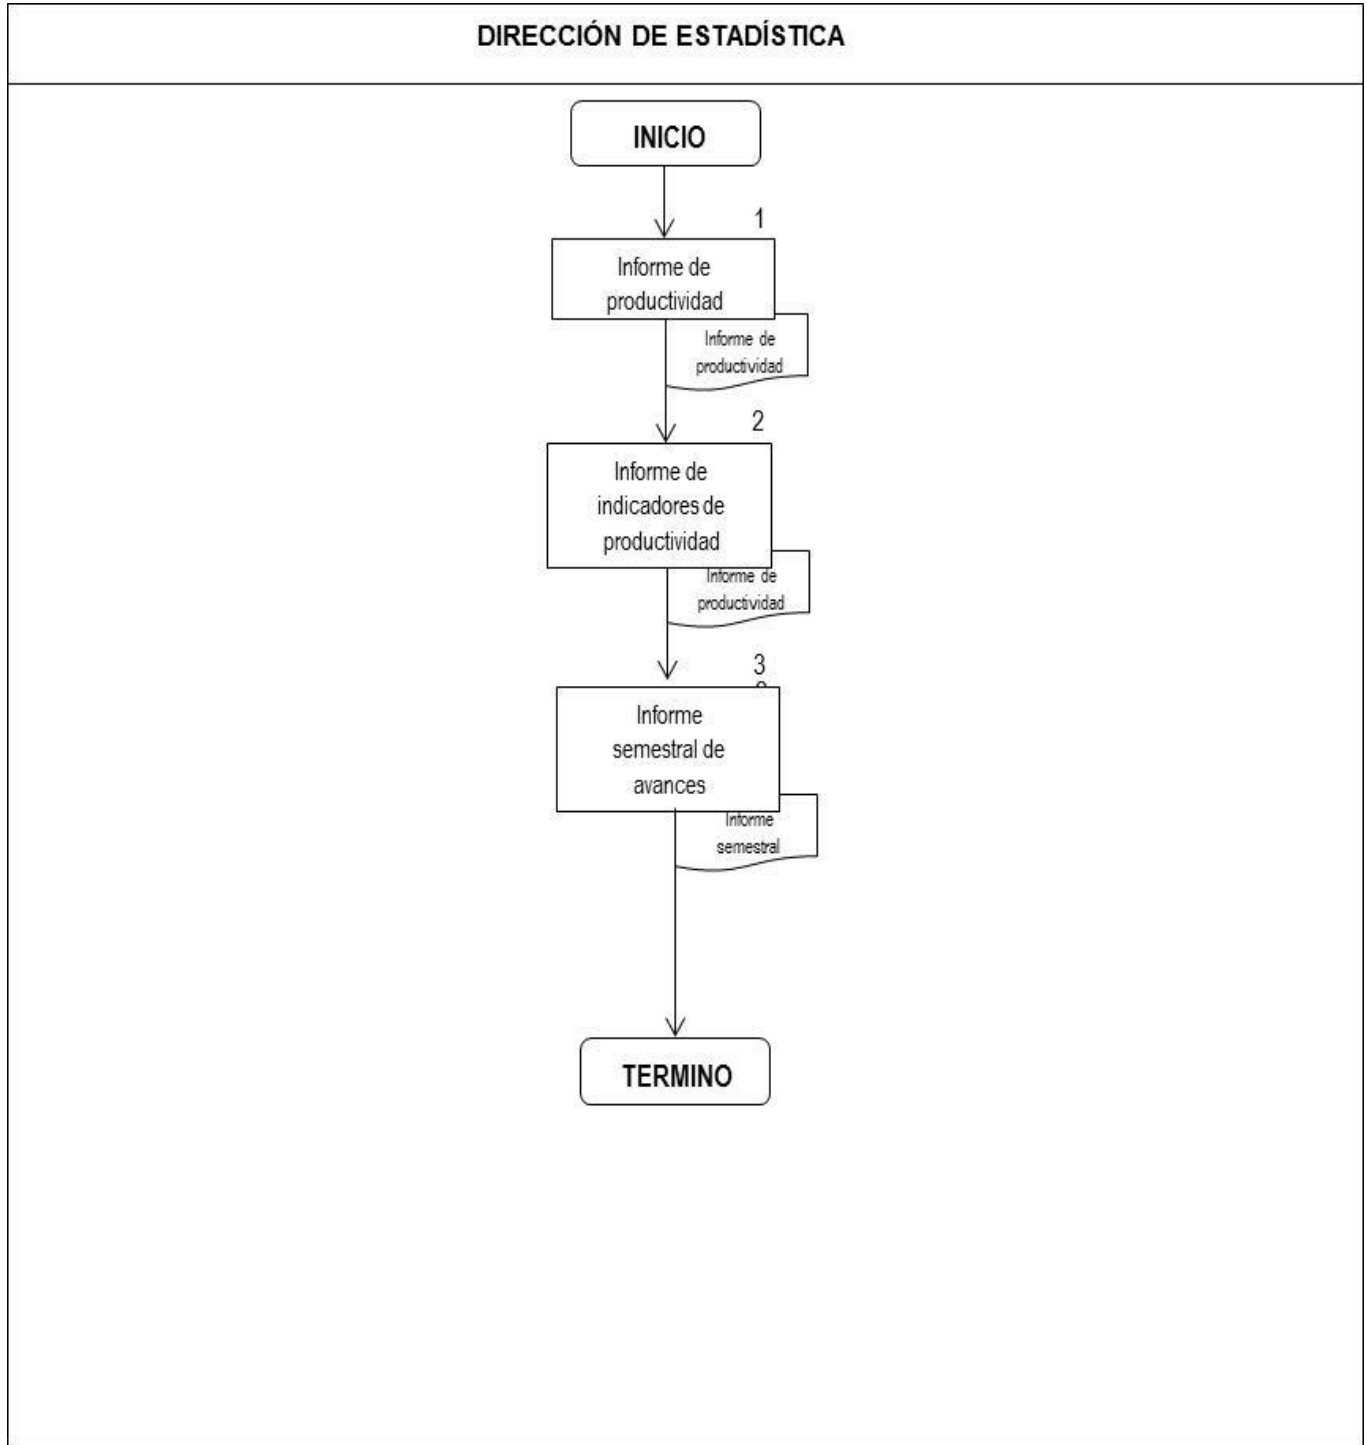 DIRECCIÓN DE ESTADÍSTICA
INICIO
1
Informe de
productividad
Informe de
productividad
2
Informe de
indicadores de
productividad
Informe de
productividad
3
Informe
semestral de
avances
Informe
semestral
TERMINO